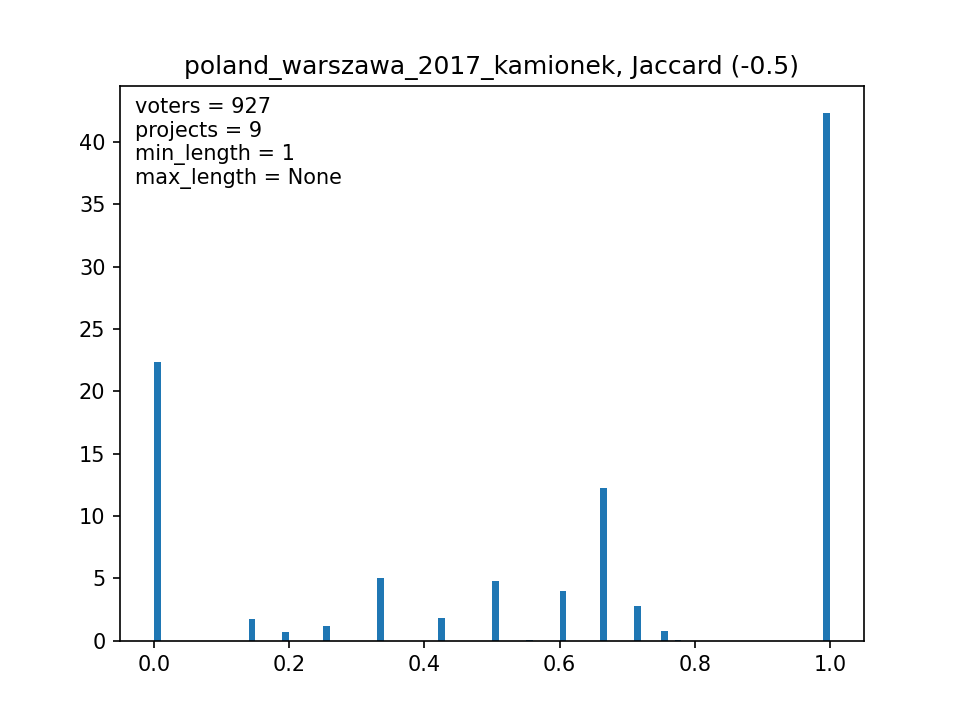 poland_warszawa_2017_kamionek, Jaccard (-0.5)
voters = 927
projects = 9
min_length = 1
max_length = None
40
35
30
25
20
15
10
5
0
0.0 0.2 0.4 0.6 0.8 1.0